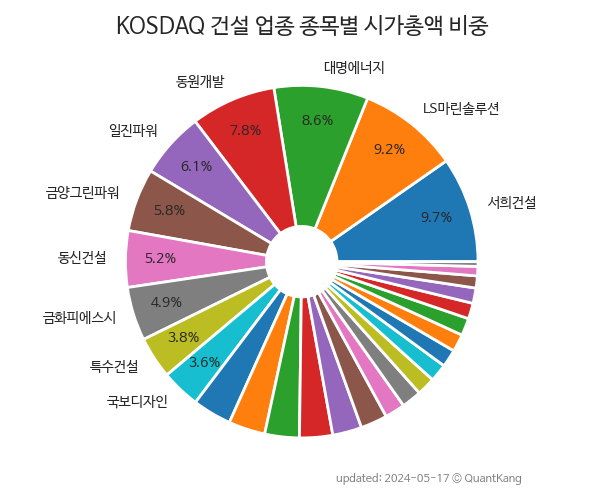 KOSDAQ 건설 업종 종목별 시가총액 비중
대명에너지
동원개발
LS마린솔루션
8.6%
7.8%
일진파워
9.2%
6.1%
금양그린파워
서희건설
5.8%
9.7%
동신건설
5.2%
4.9%
금화피에스시
3.8%
특수건설
3.6%
국보디자인
updated: 2024-05-17 © QuantKang